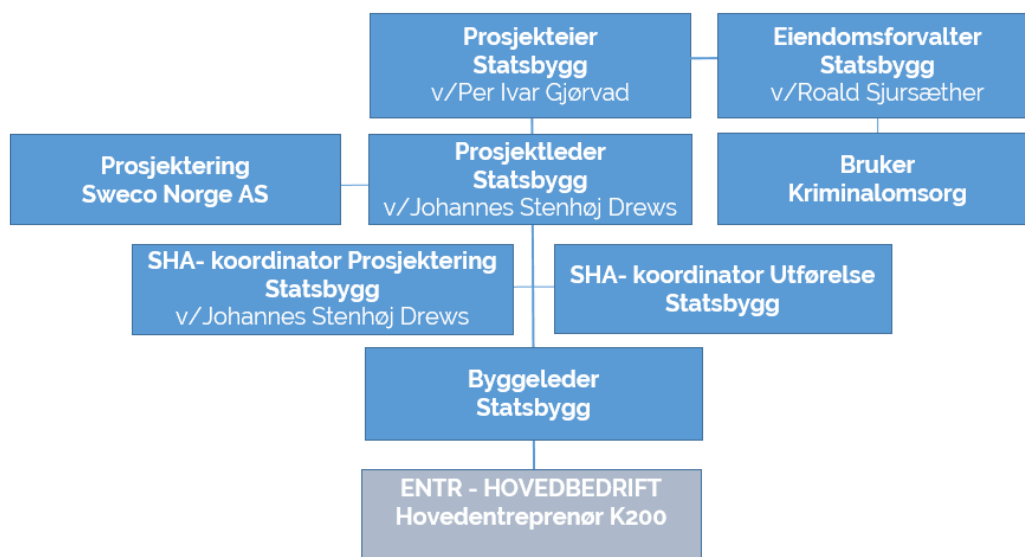 Prosjekteier
Statsbygg
v/Per Ivar Gjørvad
Eiendomsforvalter
Statsbygg
v/Roald Sjursæther
Prosjektering
Sweco Norge AS
Prosjektleder
Statsbygg
v/Johannes Stenhøj Drews
Bruker
Kriminalomsorg
SHA- koordinator Prosjektering
Statsbygg
v/Johannes Stenhøj Drews
SHA- koordinator Utførelse
Statsbygg
Byggeleder
Statsbygg
ENTR - HOVEDBEDRIFT
Hovedentreprenør K200